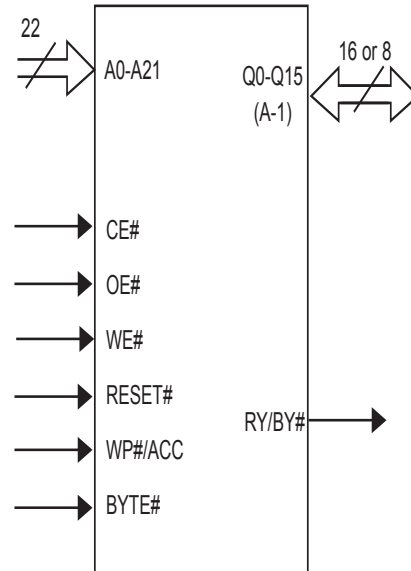 22
16 or 8
A0-A21
Q0-Q15
(A-1)
CE#
OE#
WE#
RESET#
RY/BY#
WP#/ACC
BYTE#